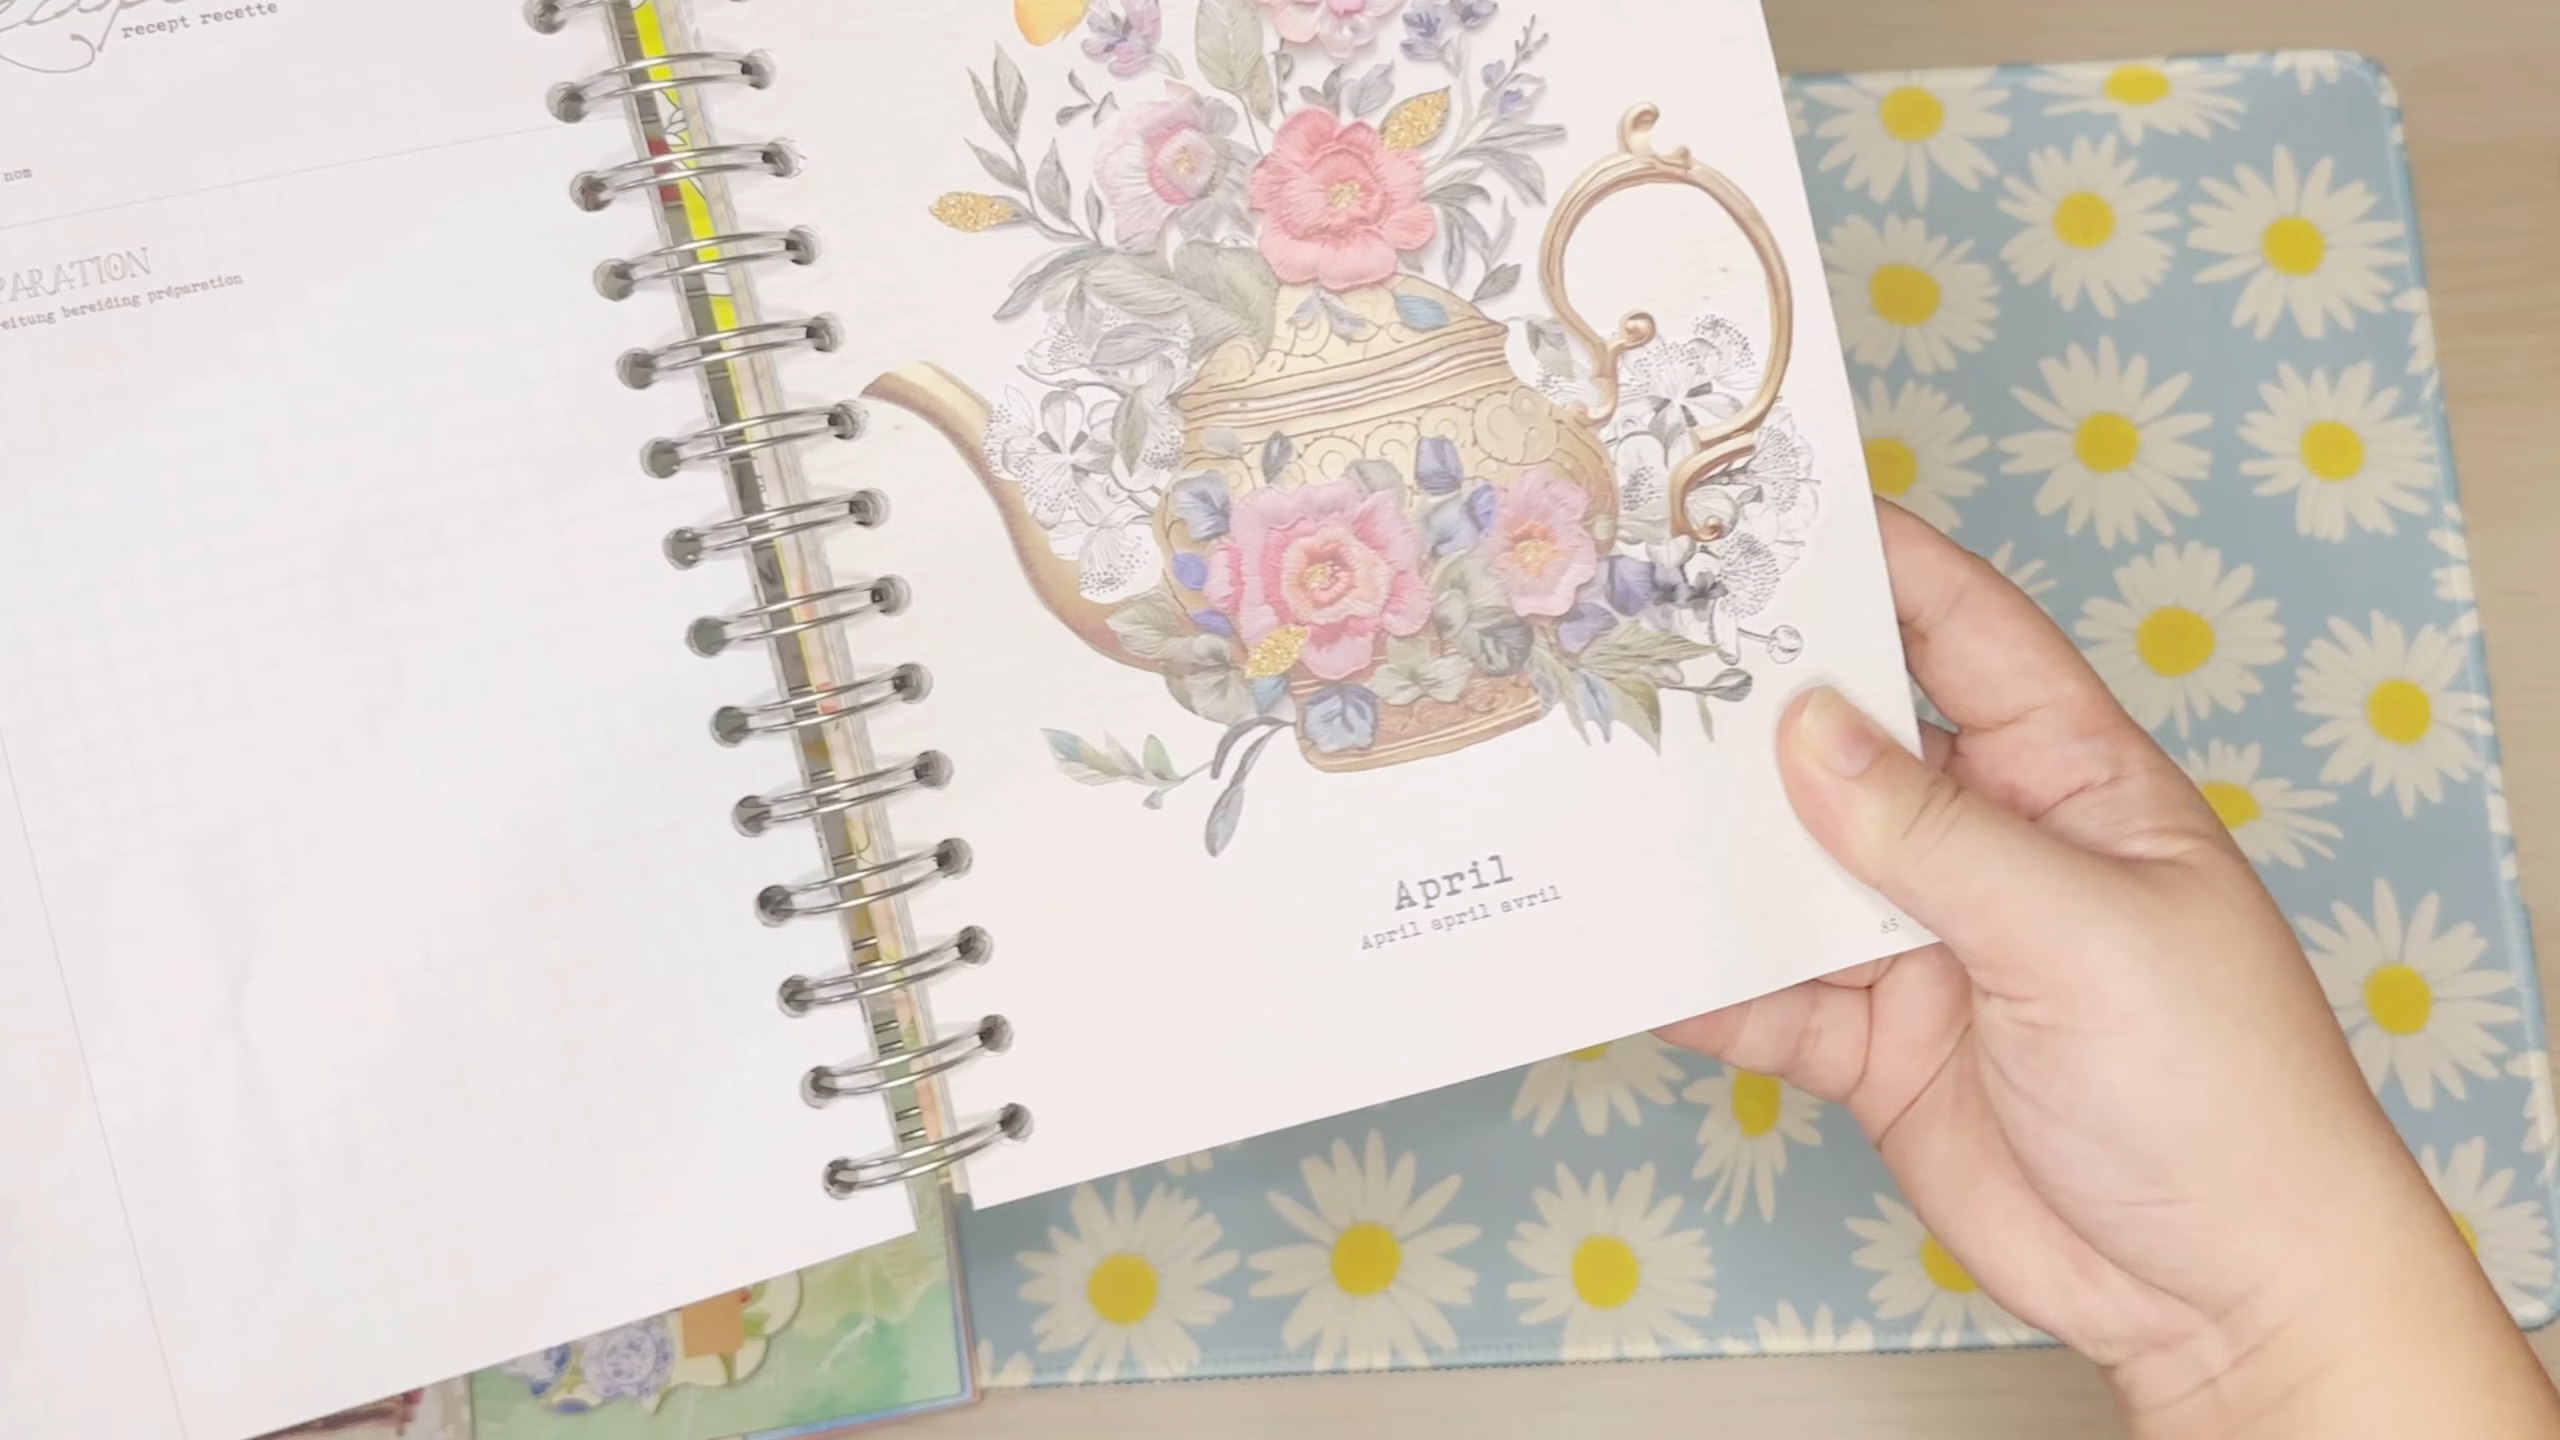 recept recette
nom
PARATION
eitung bereiding préparation
April
April april avril
85